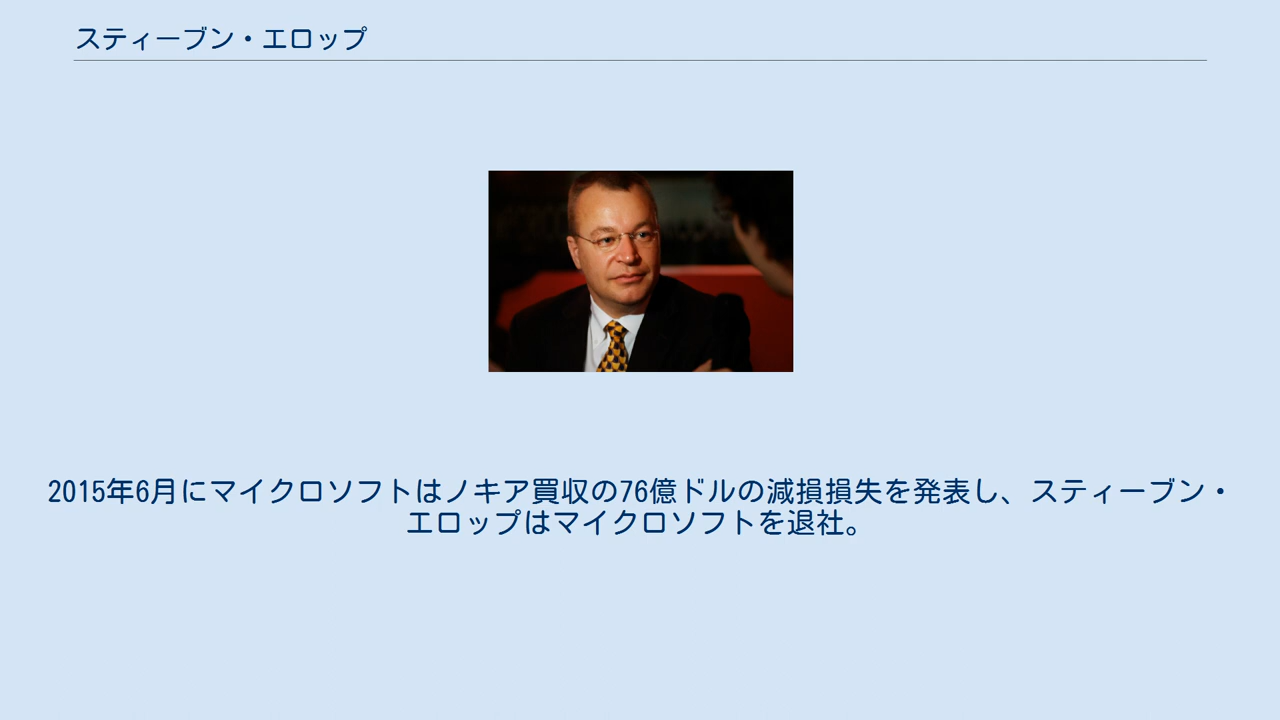 スティーブン・エロップ
2015年6月にマイクロソフトはノキア買収の76億ドルの減損損失を発表し、スティーブン・
エロップはマイクロソフトを退社。